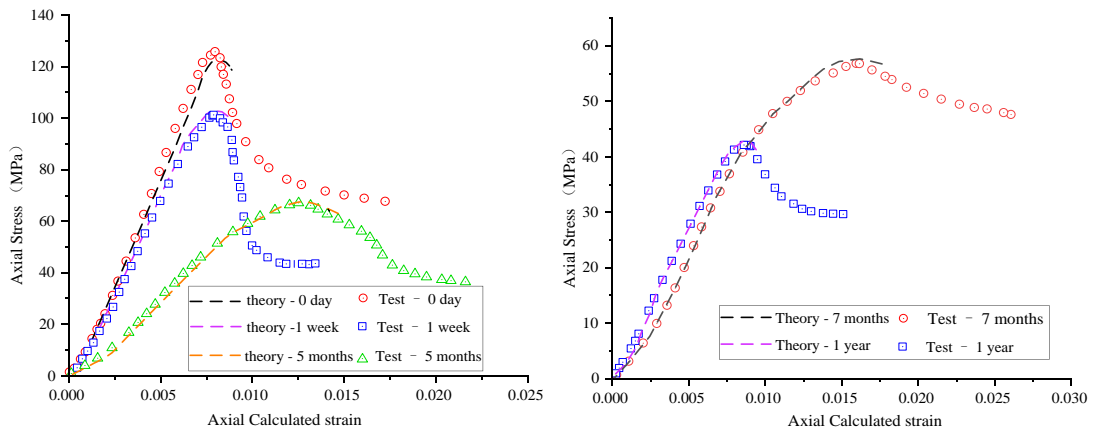 140
120
100
80
60
40
20
0
0.000
0.005
0.010
0.015
0.020
0.025
Axial Stress (MPa)
Axial Calculated strain
theory - 0 day
Test - 0 day
theory -1 week
Test - 1 week
theory - 5 months
Test - 5 months
60
50
40
30
20
10
0
0.000
0.005
0.010
0.015
0.020
0.025
0.030
Axial Stress (MPa)
Axial Calculated strain
Theory - 7 months
Test - 7 months
Theory - 1 year
Test - 1 year